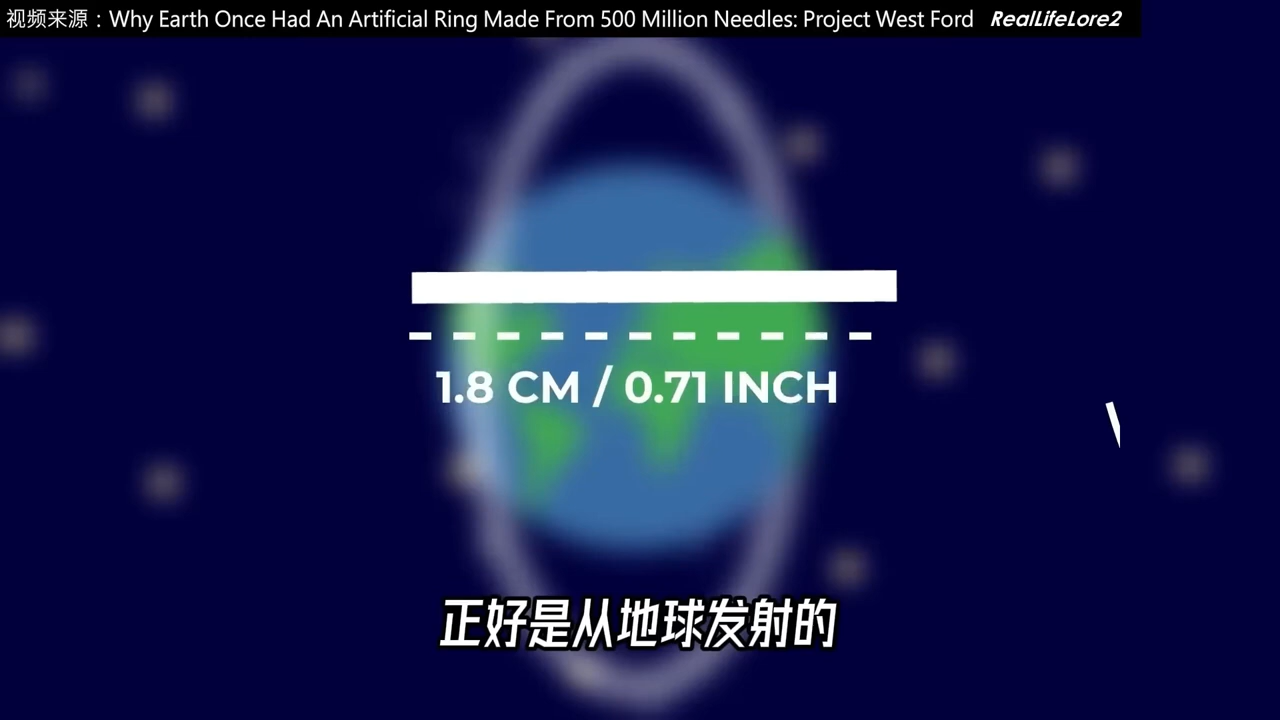 视频来源：Why Earth Once Had An Artificial Ring Made From 500 Million Needles: Project West Ford RealLifeLore2
1.8 CM / 0.71 INCH
正好是从地球发射的